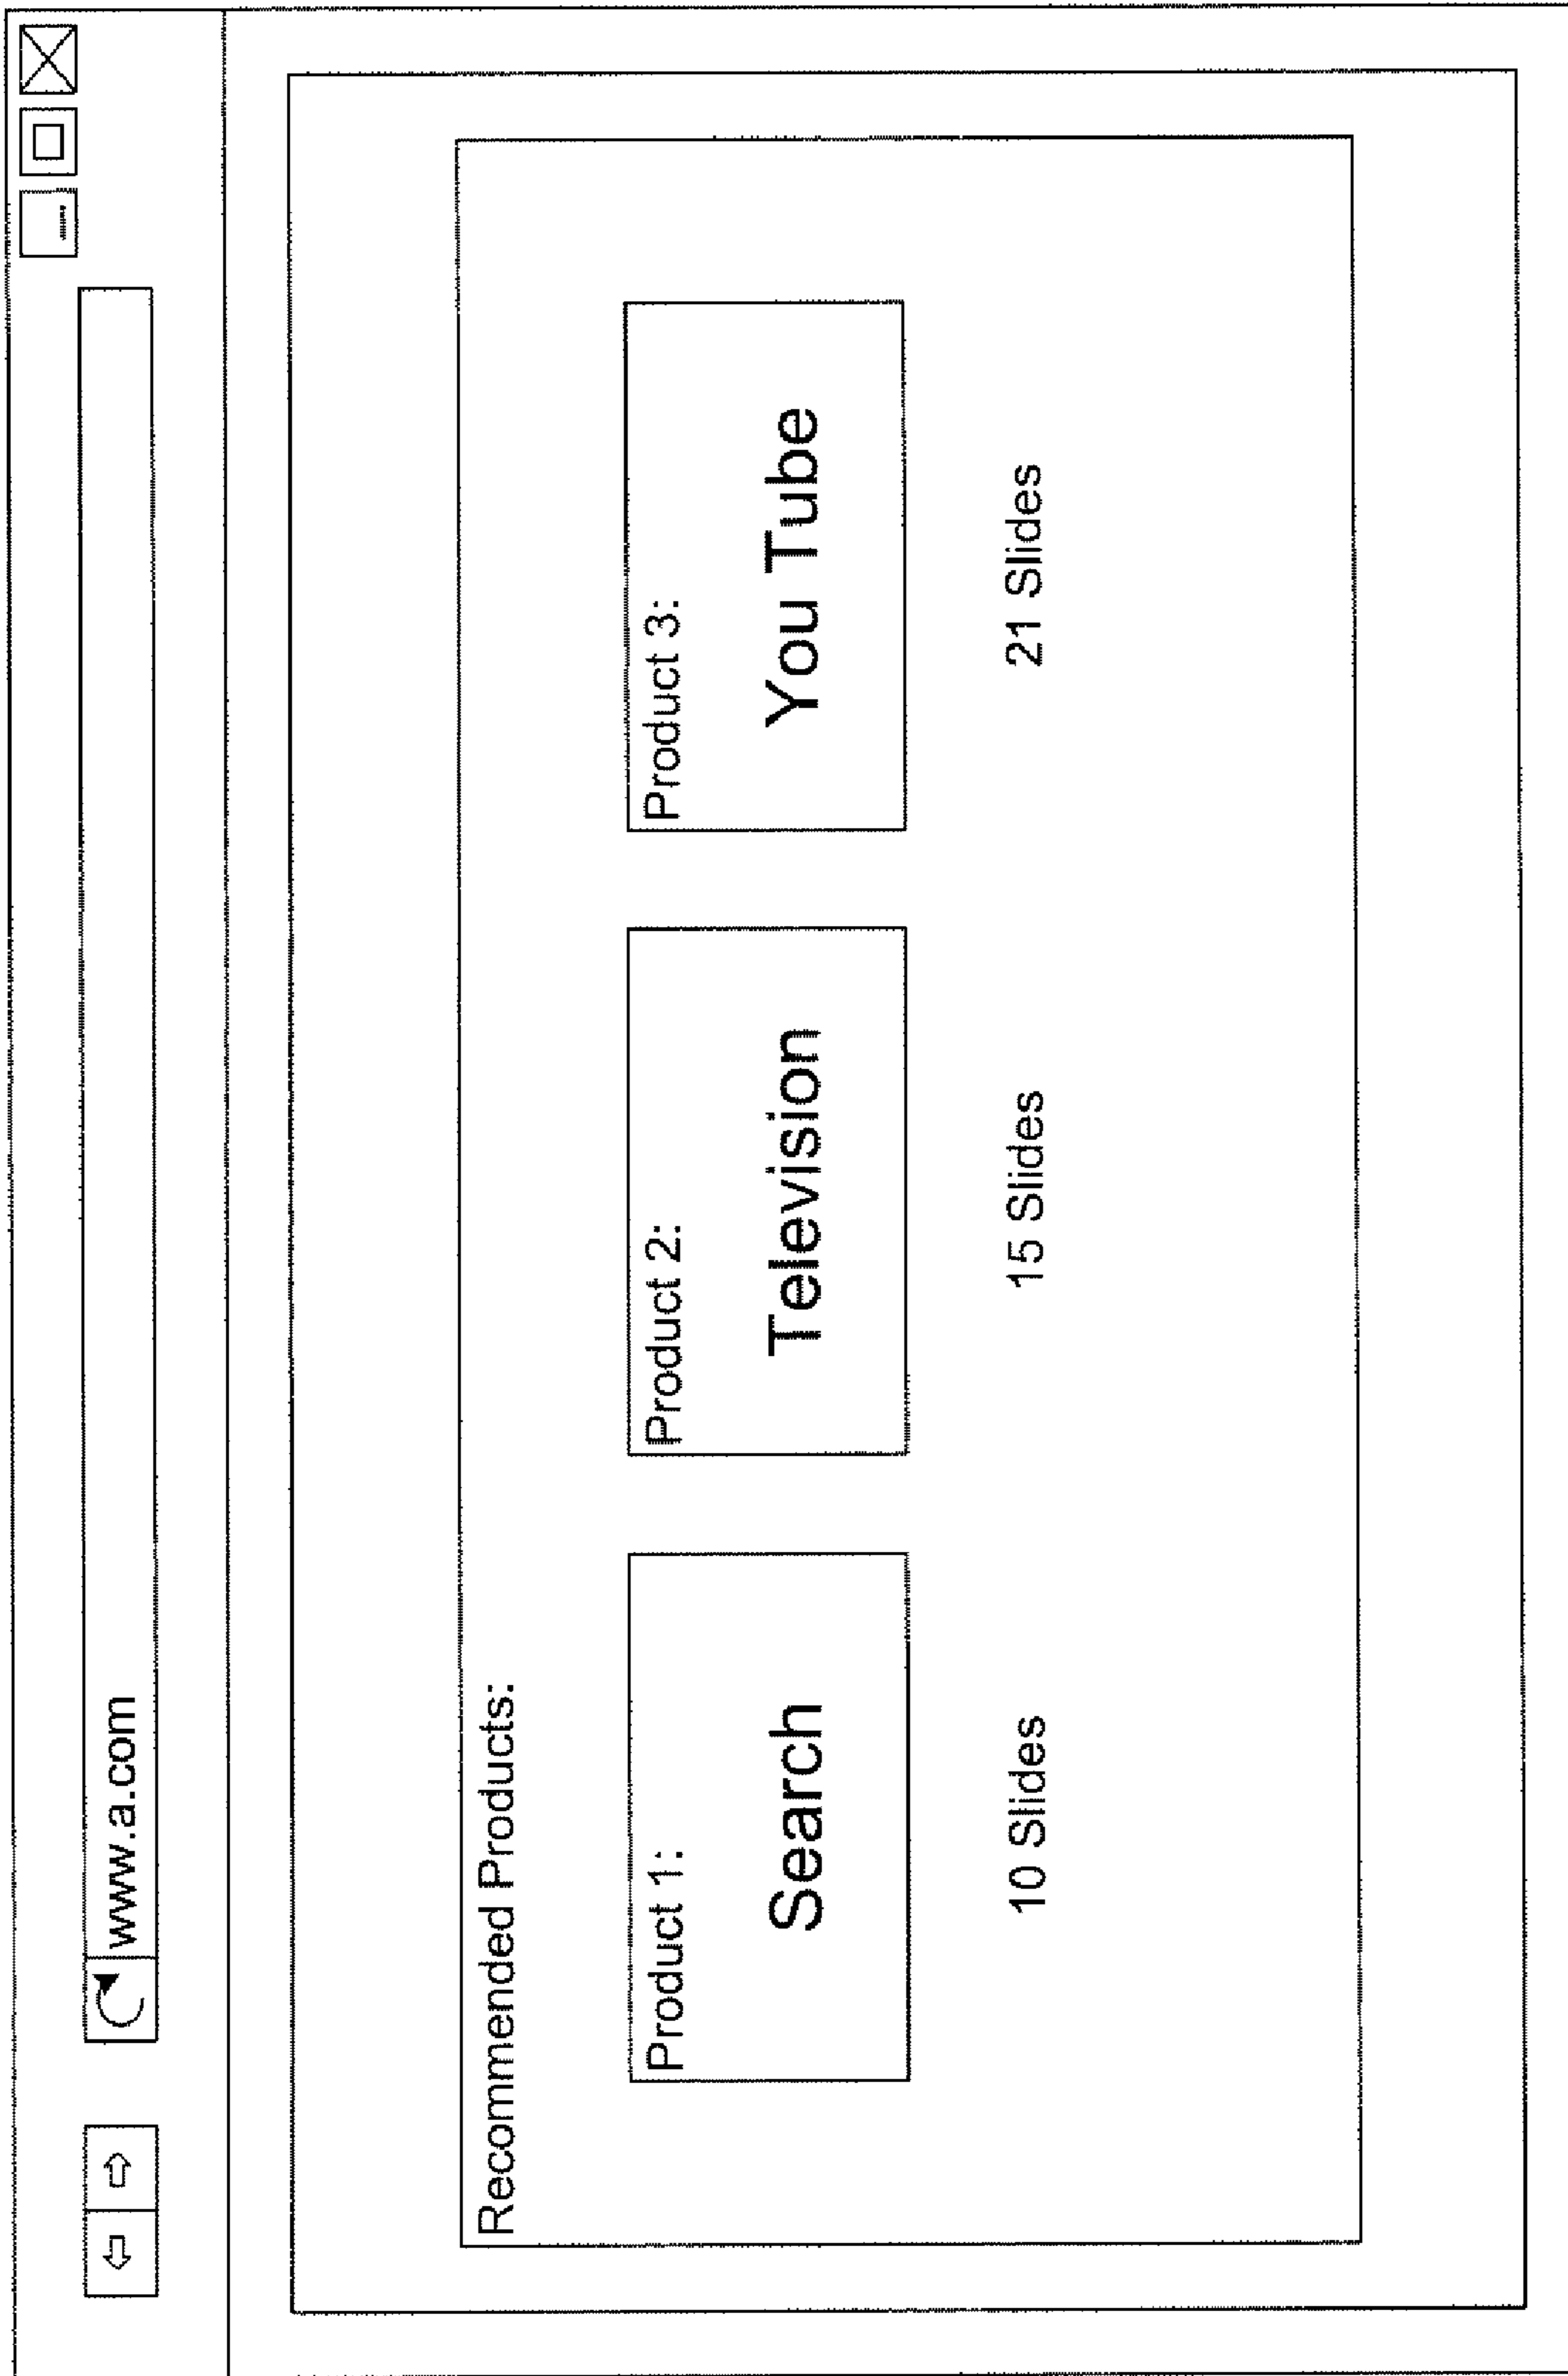 www.a.com
Recommended Products:
Product 1:
Search
10 Slides
Product 2:
Television
15 Slides
Product 3:
You Tube
21 Slides